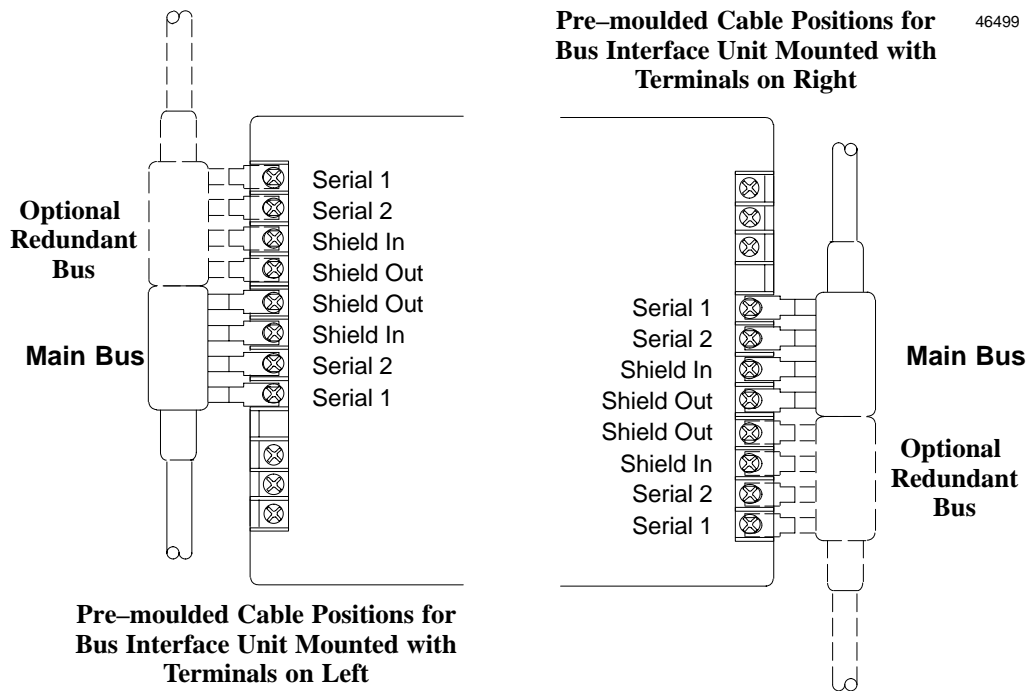 Pre–moulded Cable Positions for
Bus Interface Unit Mounted with
Terminals on Right
46499
Optional
Redundant
Bus
Main Bus
Serial 1
Serial 2
Shield In
Shield Out
Shield Out
Shield In
Serial 2
Serial 1
Pre–moulded Cable Positions for
Bus Interface Unit Mounted with
Terminals on Left
Serial 1
Serial 2
Shield In
Shield Out
Shield Out
Shield In
Serial 2
Serial 1
Main Bus
Optional
Redundant
Bus